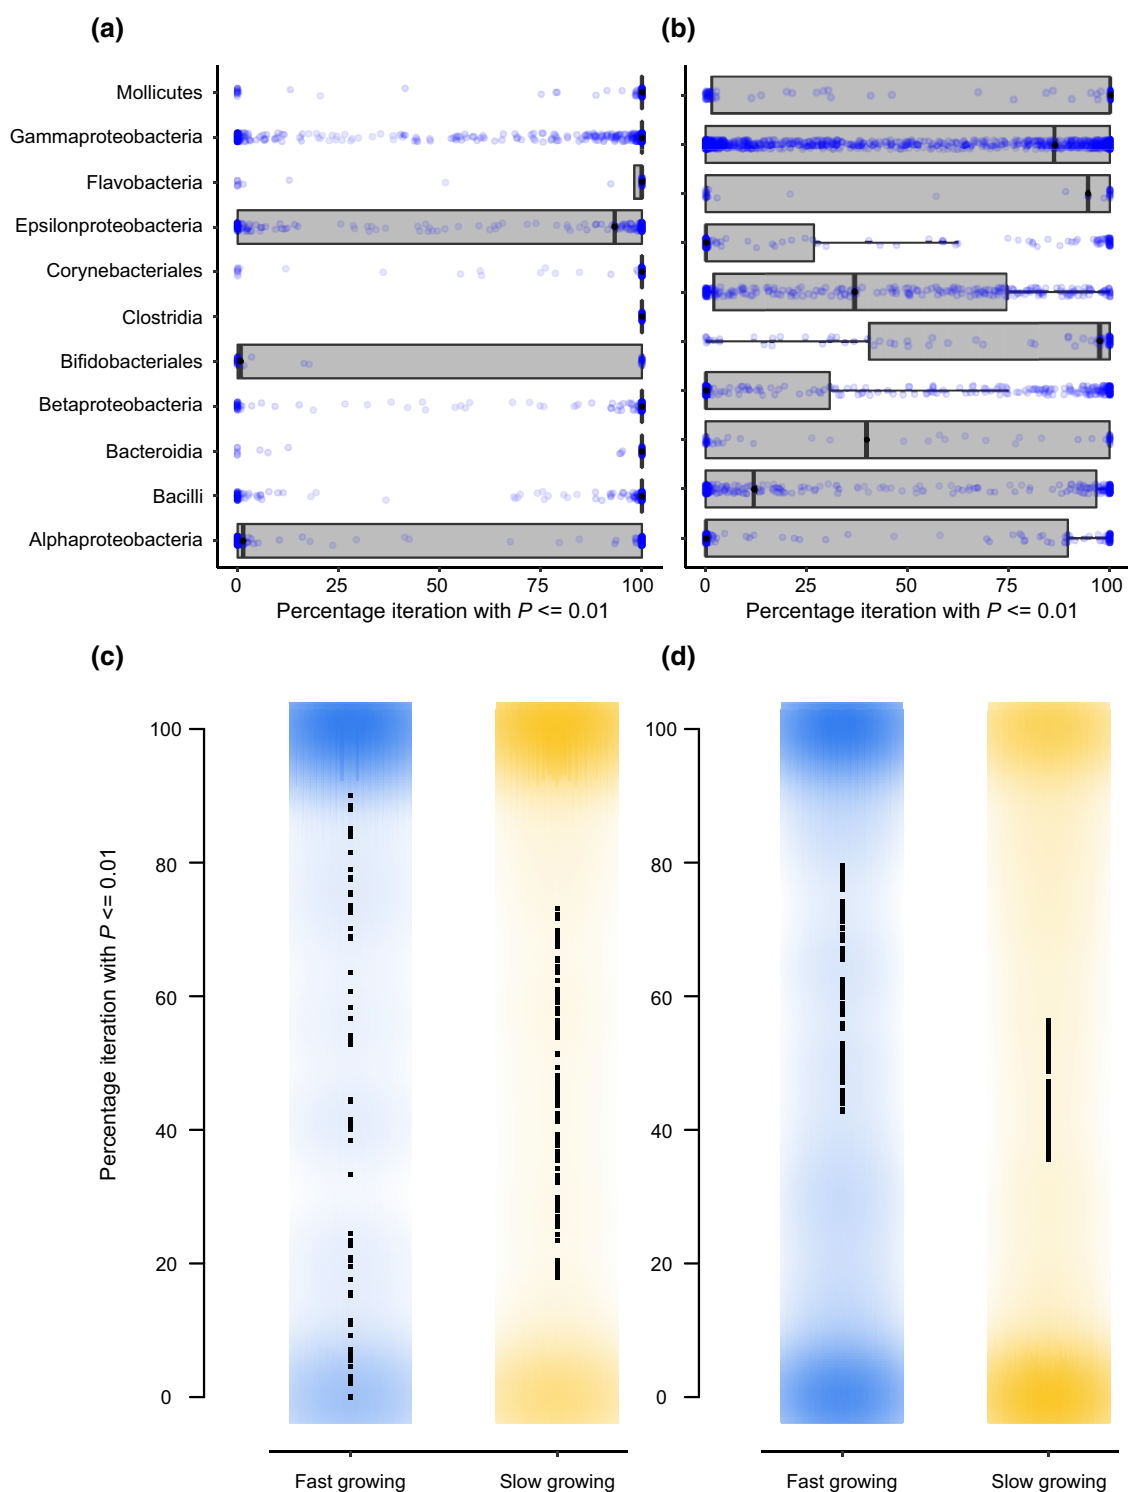 (a)
(b)
Mollicutes
Gammaproteobacteria
Flavobacteria
Epsilonproteobacteria
Corynebacteriales
Clostridia
Bifidobacteriales
Betaproteobacteria
Bacteroidia
Bacilli
Alphaproteobacteria
0 25 50 75 100
0 25 50 75 100
Percentage iteration with P <= 0.01
Percentage iteration with P <= 0.01
(c)
(d)
Percentage iteration with P <= 0.01
100
80
60
40
20
0
Fast growing
Slow growing
100
80
60
40
20
0
Fast growing
Slow growing